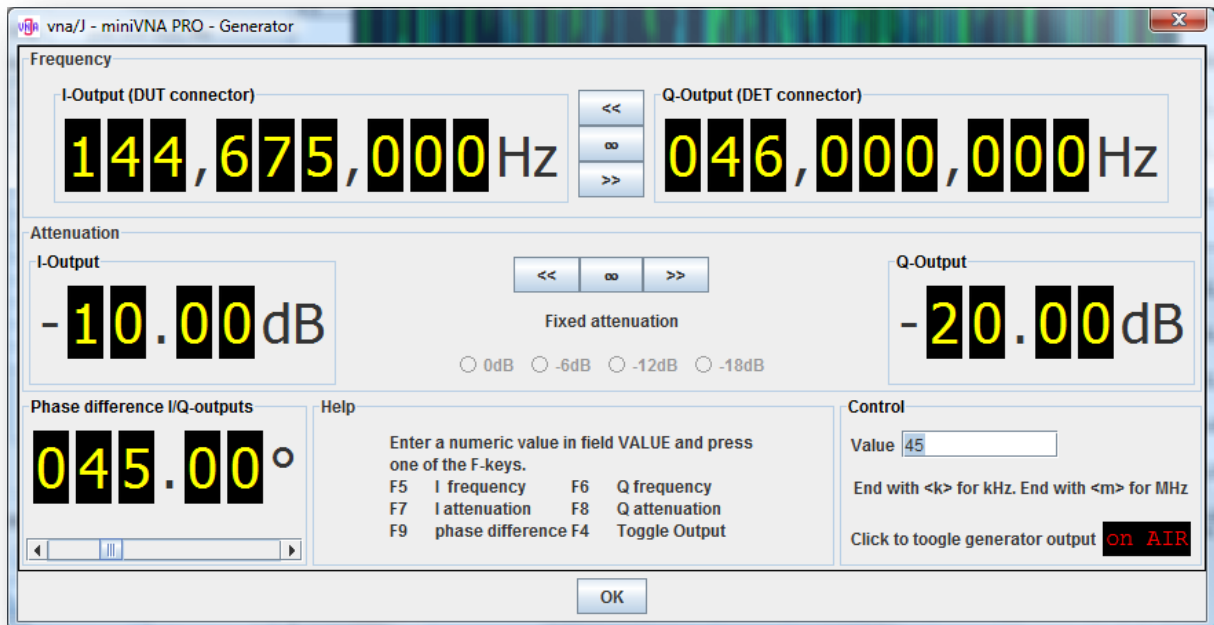 vna/J - miniVNA PRO - Generator
Frequency
I-Output (DUT connector)
144,675,000Hz
<<
∞
>>
Q-Output (DET connector)
046,000,000Hz
Attenuation
I-Output
-10.00dB
<< ∞ >>
Fixed attenuation
0dB -6dB -12dB -18dB
Q-Output
-20.00dB
Phase difference I/Q-outputs
045.00°
Help
Enter a numeric value in field VALUE and press
one of the F-keys.
F5 I frequency F6 Q frequency
F7 I attenuation F8 Q attenuation
F9 phase difference F4 Toggle Output
Control
Value 45
End with <k> for kHz. End with <m> for MHz
Click to toogle generator output on AIR
OK